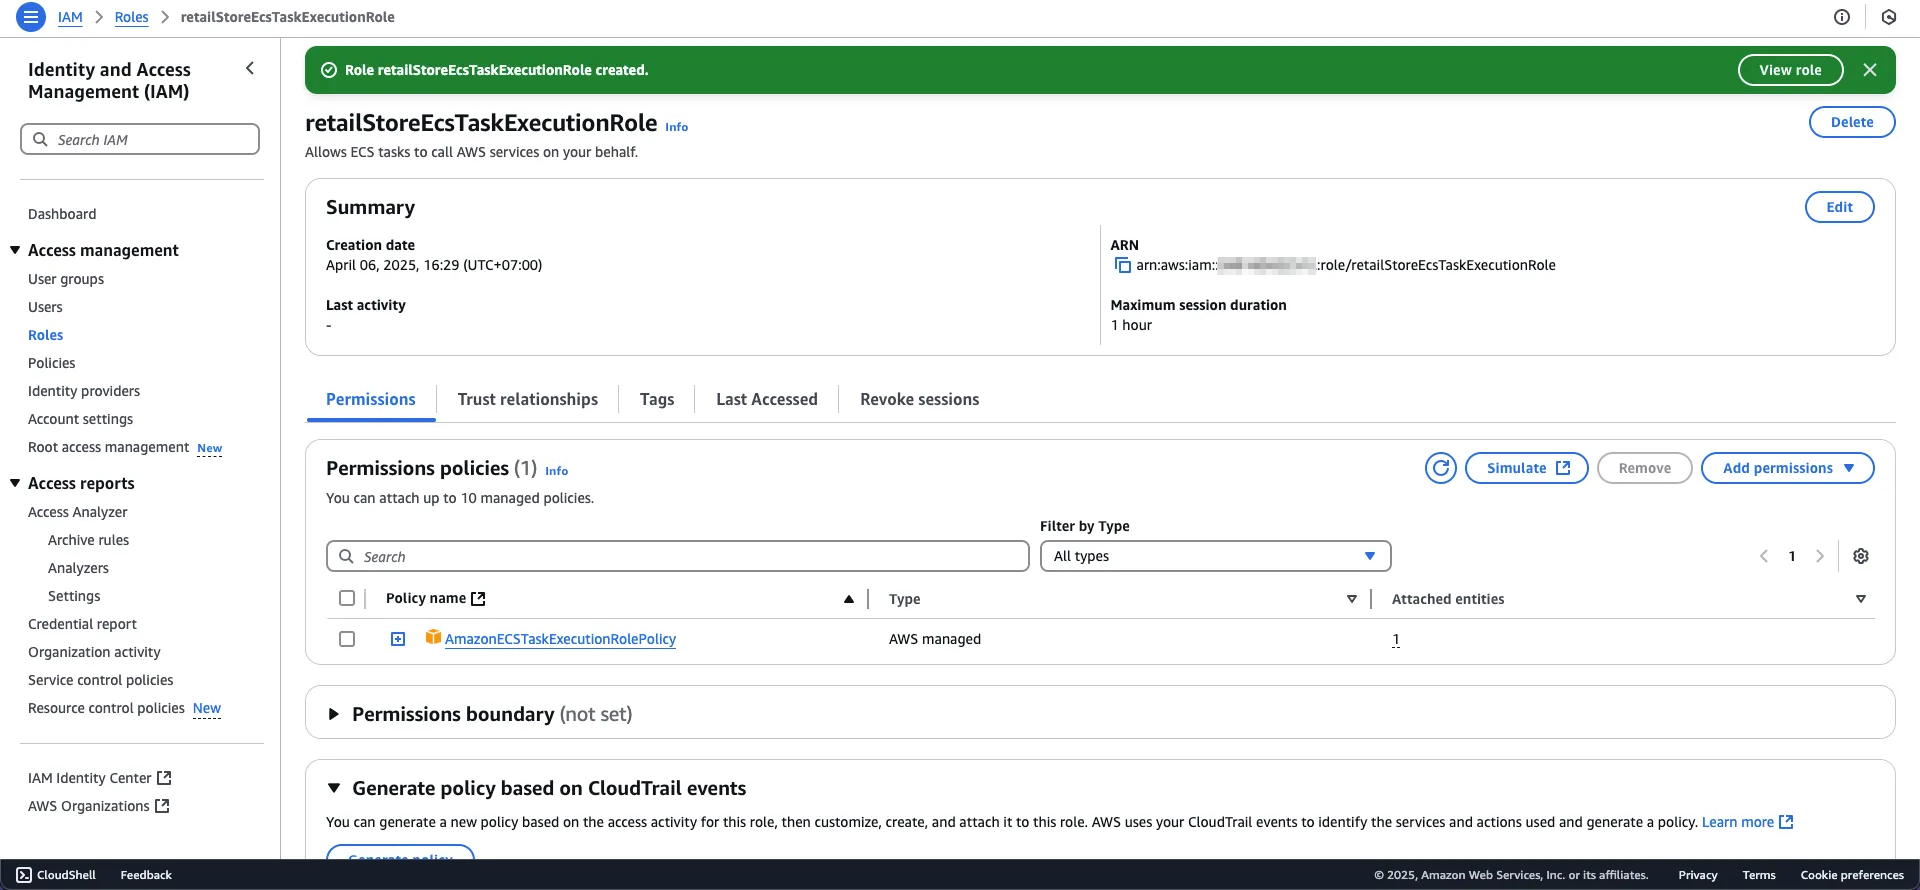 IAM > Roles > retailStoreEcsTaskExecutionRole
Identity and Access
Management (IAM)
Search IAM
Dashboard
Access management
User groups
Users
Roles
Policies
Identity providers
Account settings
Root access management New
Access reports
Access Analyzer
Archive rules
Analyzers
Settings
Credential report
Organization activity
Service control policies
Resource control policies New
IAM Identity Center
AWS Organizations
Role retailStoreEcsTaskExecutionRole created.
View role
retailStoreEcsTaskExecutionRole Info
Delete
Allows ECS tasks to call AWS services on your behalf.
Summary
Edit
Creation date
April 06, 2025, 16:29 (UTC+07:00)
ARN
arn:aws:iam:: :role/retailStoreEcsTaskExecutionRole
Last activity
-
Maximum session duration
1 hour
Permissions
Trust relationships
Tags
Last Accessed
Revoke sessions
Permissions policies (1) Info
Simulate
Remove
Add permissions
You can attach up to 10 managed policies.
Filter by Type
Search
All types
1
Policy name
Type
Attached entities
AmazonECSTaskExecutionRolePolicy
AWS managed
1
Permissions boundary (not set)
Generate policy based on CloudTrail events
You can generate a new policy based on the access activity for this role, then customize, create, and attach it to this role. AWS uses your CloudTrail events to identify the services and actions used and generate a policy. Learn more
Generate policy
CloudShell
Feedback
© 2025, Amazon Web Services, Inc. or its affiliates.
Privacy
Terms
Cookie preferences